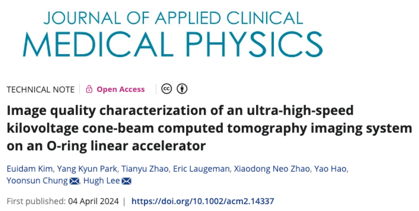 JOURNAL OF APPLIED CLINICAL
MEDICAL PHYSICS
TECHNICAL NOTE | Open Access | cc
Image quality characterization of an ultra-high-speed
kilovoltage cone-beam computed tomography imaging system
on an O-ring linear accelerator
Euidam Kim, Yang Kyun Park, Tianyu Zhao, Eric Laugeman, Xiaodong Neo Zhao, Yao Hao,
Yoonsun Chung, Hugh Lee
First published: 04 April 2024 | https://doi.org/10.1002/acm2.14337